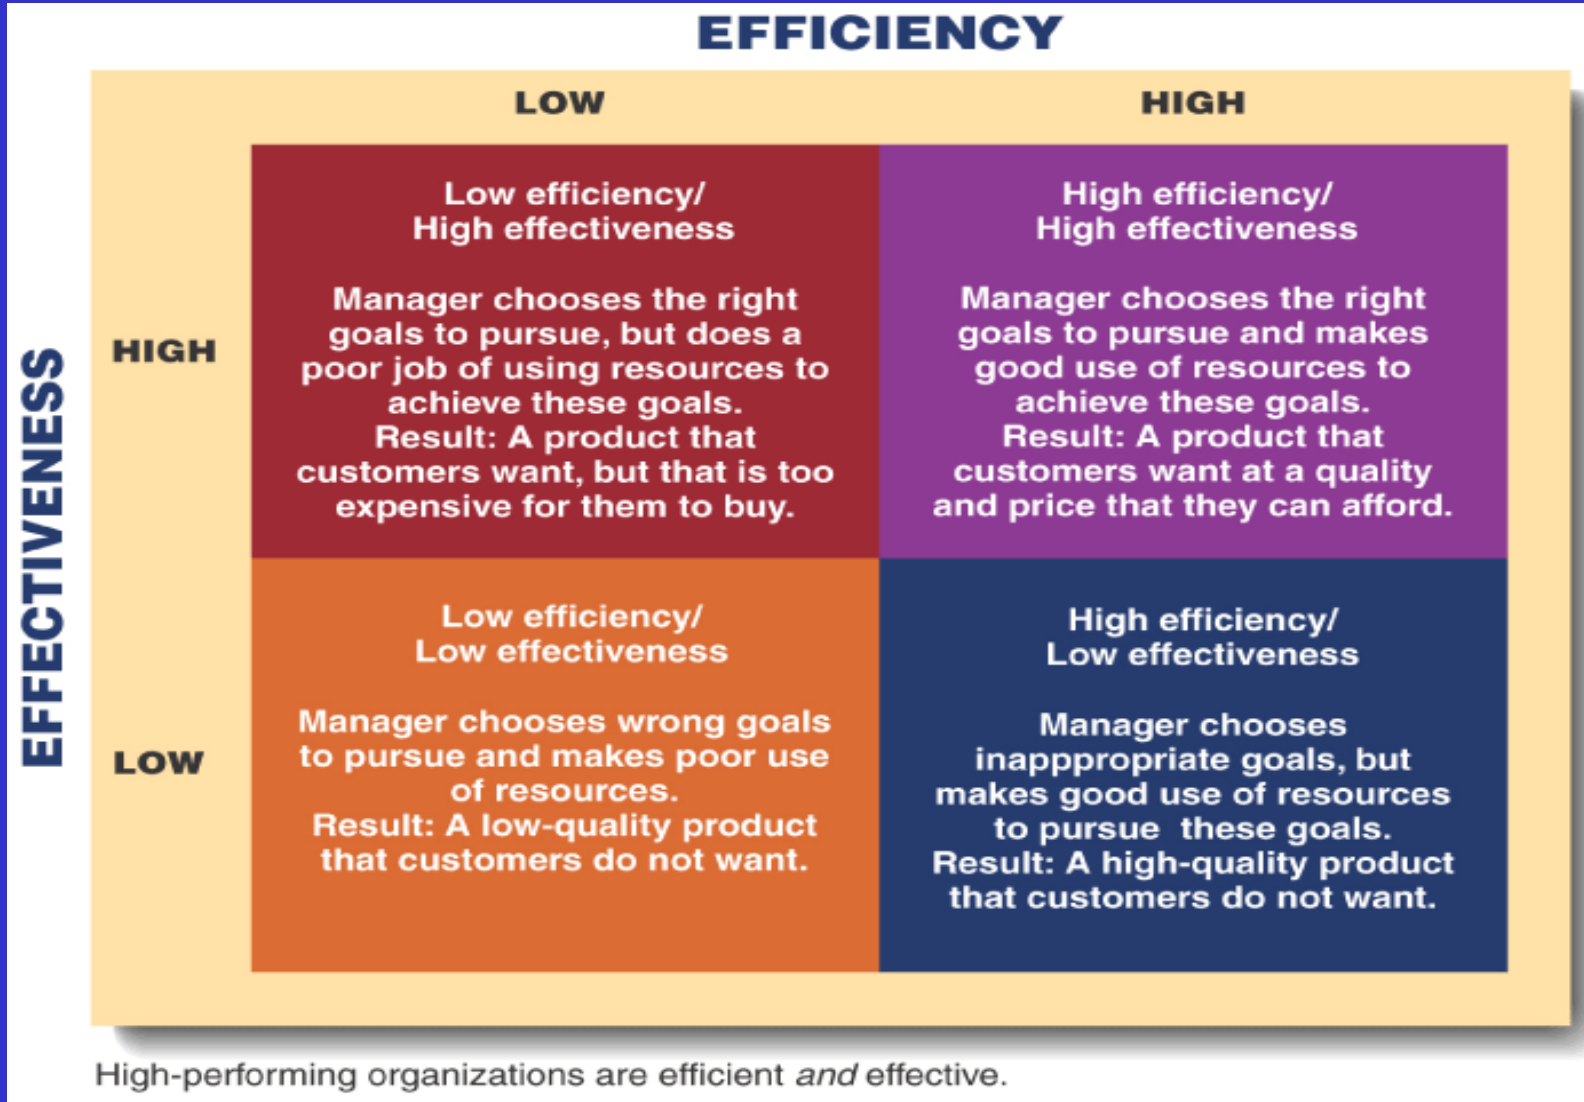 EFFICIENCY
LOW
HIGH
EFFECTIVENESS
HIGH
Low efficiency/
High effectiveness
Manager chooses the right
goals to pursue, but does a
poor job of using resources to
achieve these goals.
Result: A product that
customers want, but that is too
expensive for them to buy.
High efficiency/
High effectiveness
Manager chooses the right
goals to pursue and makes
good use of resources to
achieve these goals.
Result: A product that
customers want at a quality
and price that they can afford.
LOW
Low efficiency/
Low effectiveness
Manager chooses wrong goals
to pursue and makes poor use
of resources.
Result: A low-quality product
that customers do not want.
High efficiency/
Low effectiveness
Manager chooses
inapppropriate goals, but
makes good use of resources
to pursue these goals.
Result: A high-quality product
that customers do not want.
High-performing organizations are efficient and effective.